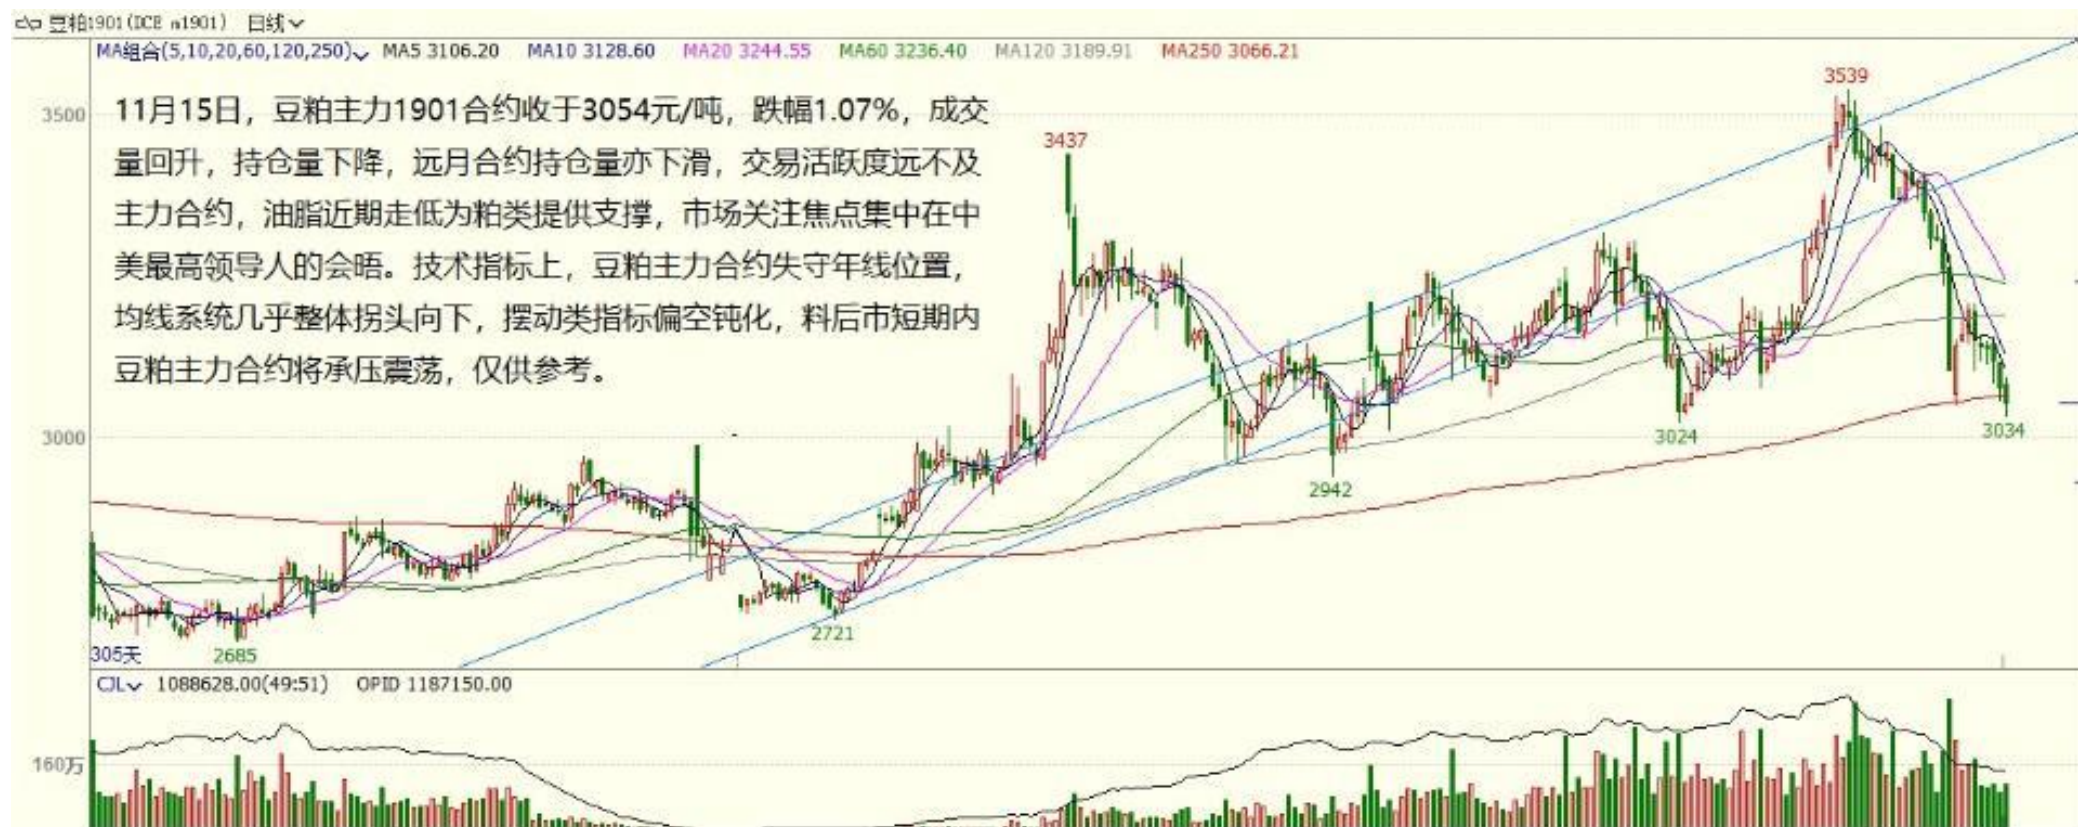 豆粕1901(DCE m1901) 日线
MA组合(5,10,20,60,120,250) MA5 3106.20 MA10 3128.60 MA20 3244.55 MA60 3236.40 MA120 3189.91 MA250 3066.21
3539
11月15日，豆粕主力1901合约收于3054元/吨，跌幅1.07%，成交
3500
3437
量回升，持仓量下降，远月合约持仓量亦下滑，交易活跃度远不及
主力合约，油脂近期走低为粕类提供支撑，市场关注焦点集中在中
美最高领导人的会晤。技术指标上，豆粕主力合约失守年线位置，
均线系统几乎整体拐头向下，摆动类指标偏空钝化，料后市短期内
豆粕主力合约将承压震荡，仅供参考。
3000
3024
3034
2942
2721
2685
305天
CJL 1088628.00(49:51) OPID 1187150.00
160万